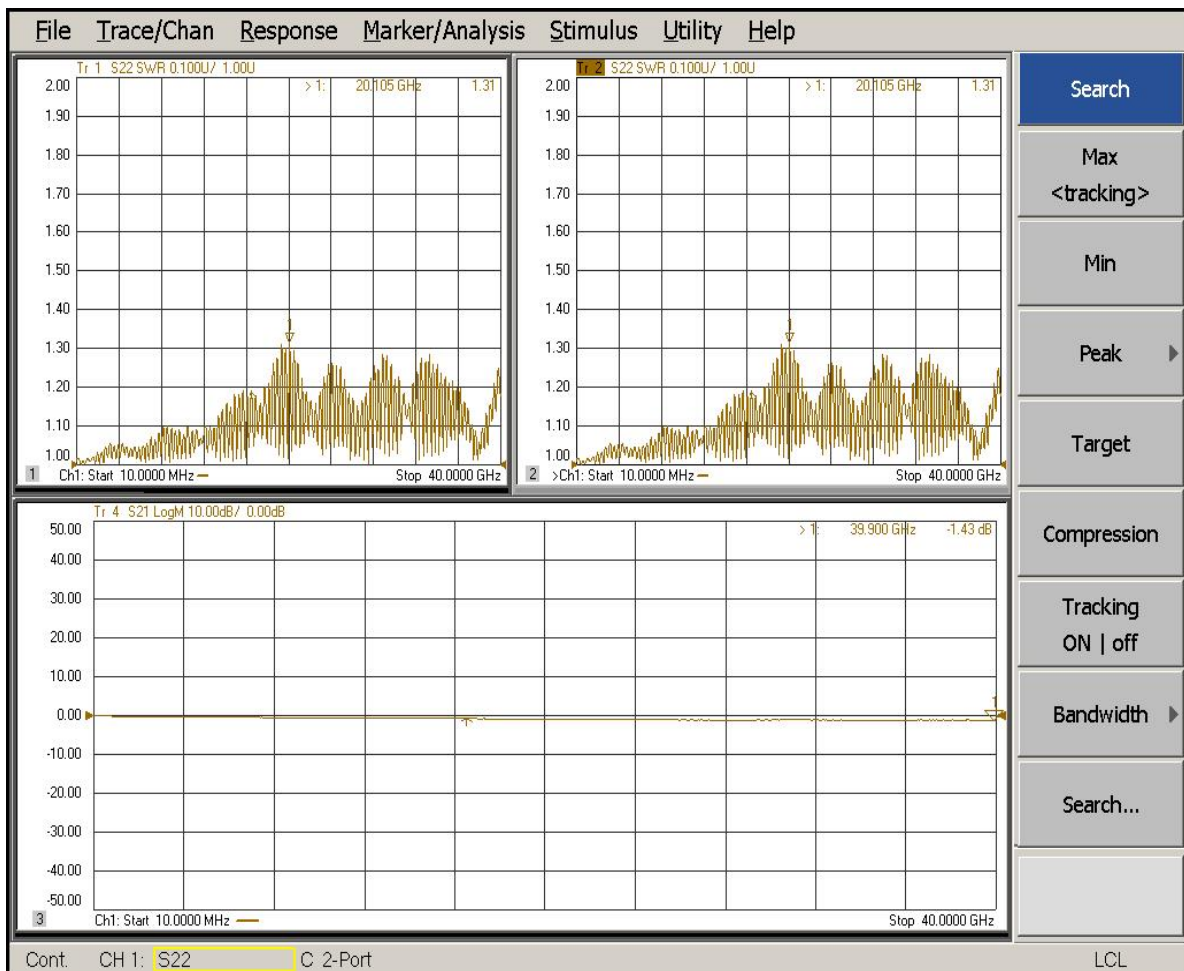 File Trace/Chan Response Marker/Analysis Stimulus Utility Help
Tr 1 S22 SWR 0.100U/ 1.00U
> 1: 20.105 GHz 1.31
2.00
1.90
1.80
1.70
1.60
1.50
1.40
1.30
1.20
1.10
1.00
1
1 Ch1: Start 10.0000 MHz Stop 40.0000 GHz
Tr 2 S22 SWR 0.100U/ 1.00U
> 1: 20.105 GHz 1.31
2.00
1.90
1.80
1.70
1.60
1.50
1.40
1.30
1.20
1.10
1.00
1
2 >Ch1: Start 10.0000 MHz Stop 40.0000 GHz
Tr 4 S21 LogM 10.00dB/ 0.00dB
> 1: 39.900 GHz -1.43 dB
50.00
40.00
30.00
20.00
10.00
0.00
-10.00
-20.00
-30.00
-40.00
-50.00
1
3 Ch1: Start 10.0000 MHz Stop 40.0000 GHz
Search
Max
<tracking>
Min
Peak
Target
Compression
Tracking
ON | off
Bandwidth
Search...
Cont. CH 1: S22 C 2-Port LCL